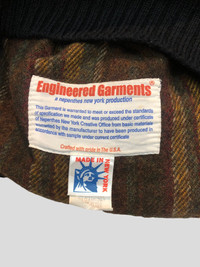 Engineered Garments®
a nepenthes new york production
This Garment is warranted to meet or exceed the standards
of specification we made and was produced under certificate
of Nepenthes New York Creative Office from basic materials
warranted by the manufacturer to have been produced in
accordance with sample under current certificate
Crafted with pride in The U.S.A.
MADE IN
NEW YORK